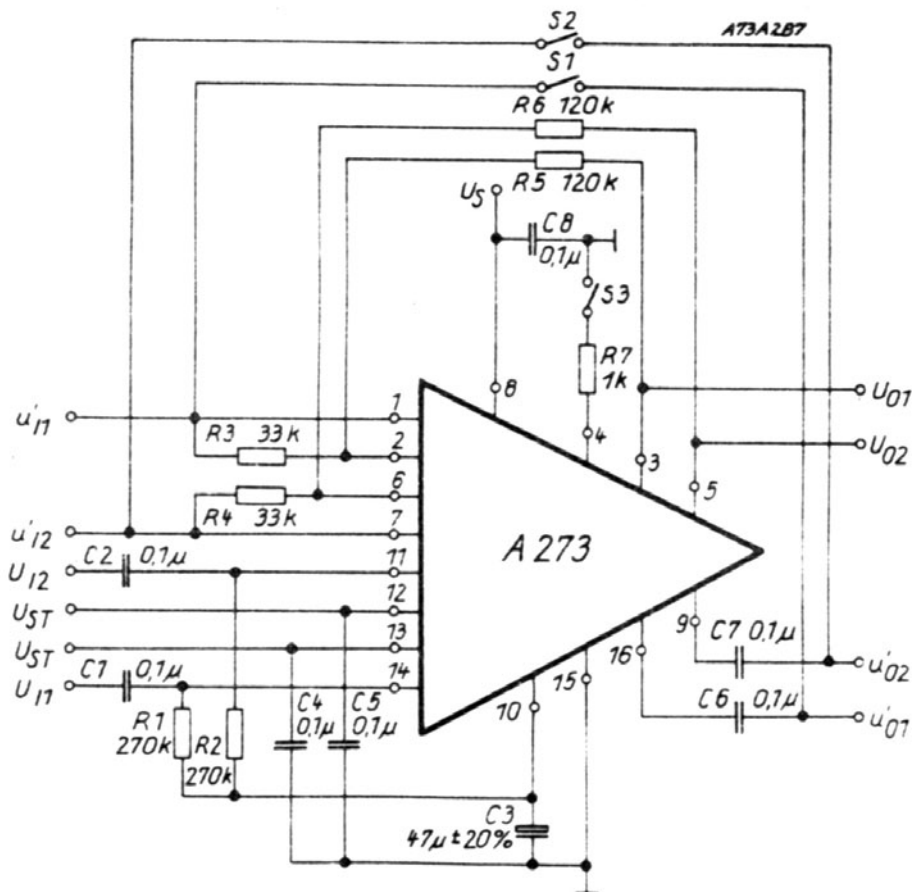 S2
A73A2B7
S1
R6 120k
R5 120k
US
C8
0,1µ
S3
R7
1k
8
4
3
5
UO1
UO2
u'I1
1
R3 33k
2
6
R4 33k
u'I2
7
C2 0,1µ
UI2
11
UST
12
UST
13
C1 0,1µ
UI1
14
A 273
R1
270k
R2
270k
C4
0,1µ
C5
0,1µ
10
15
16
9
C7 0,1µ
u'O2
C6 0,1µ
u'O1
C3
47µ±20%